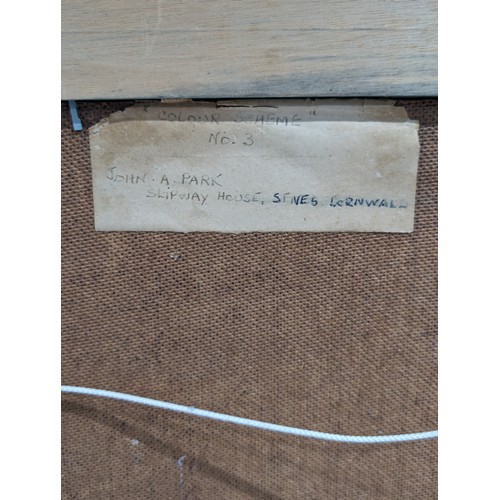 "COLOUR SCHEME"
No. 3
JOHN. A. PARK
SLIPWAY HOUSE, ST IVES CORNWALL